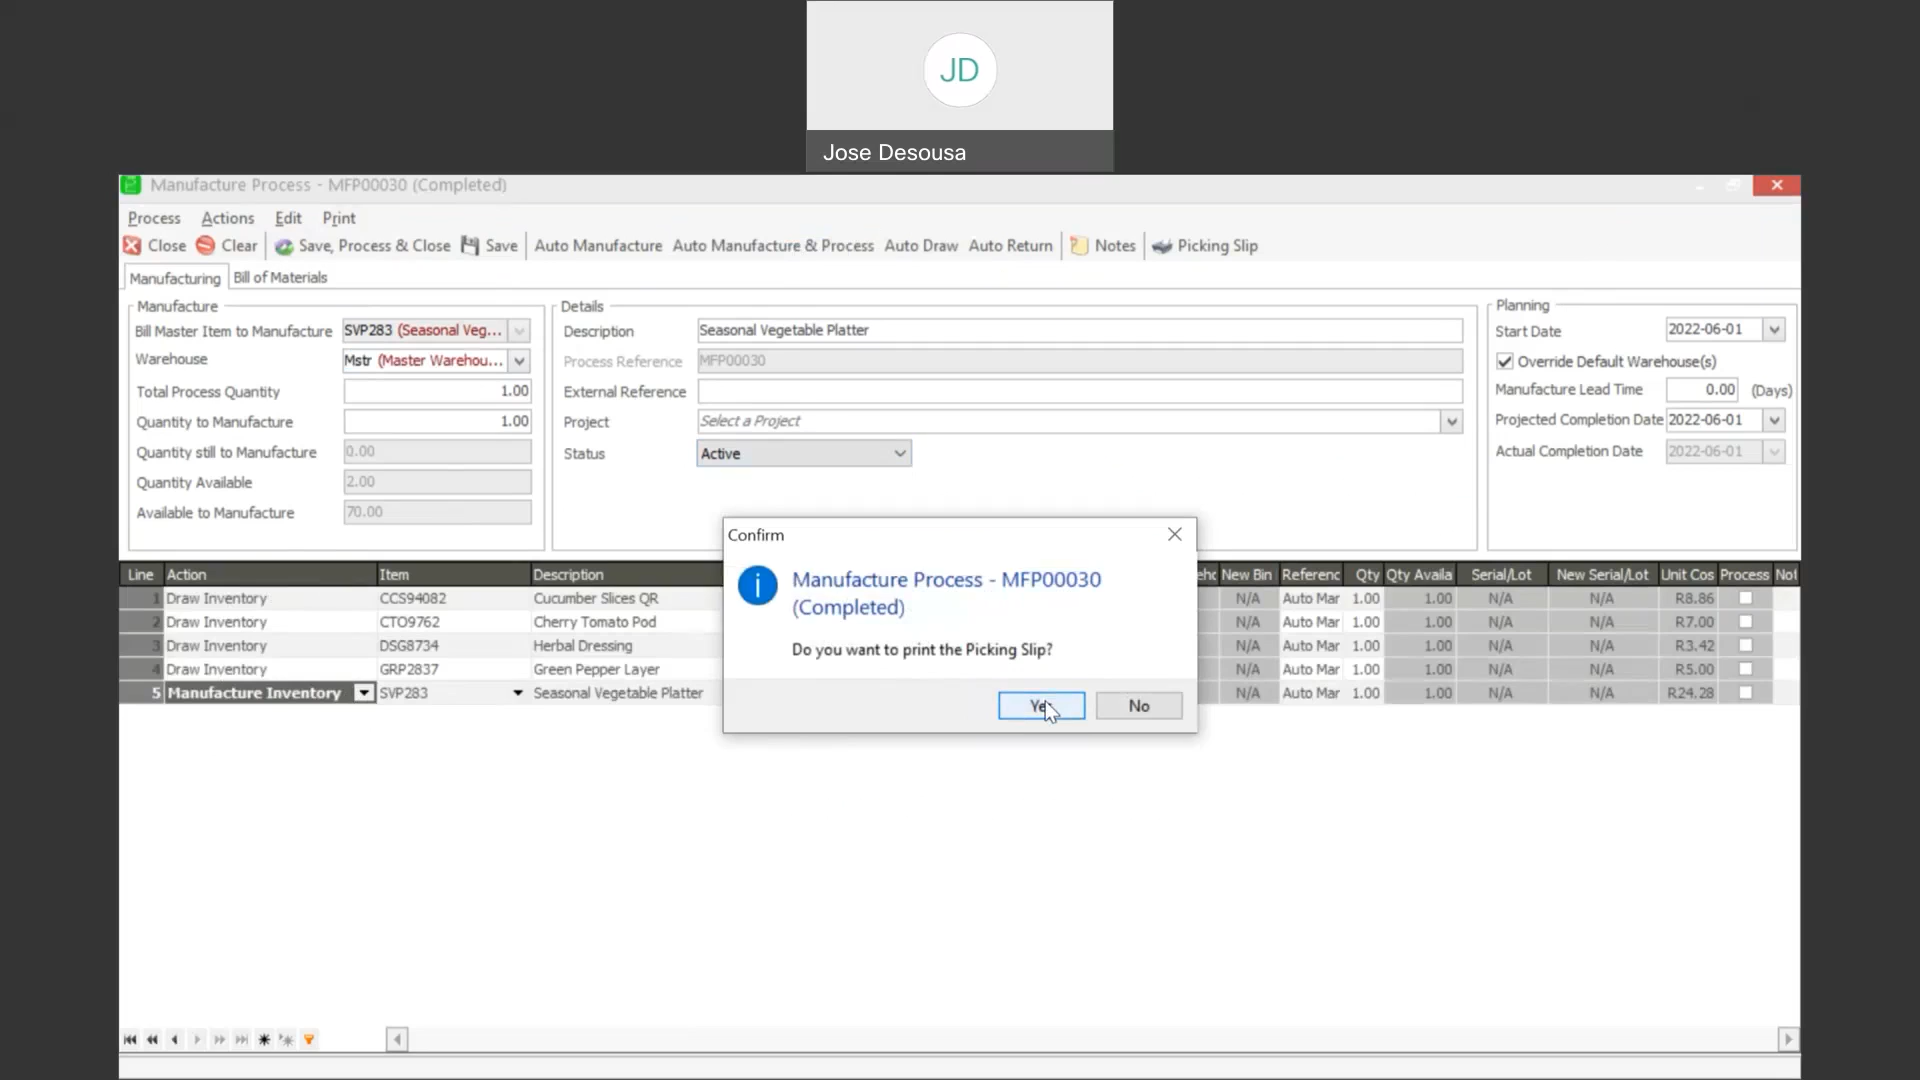 JD
Jose Desousa
Manufacture Process - MFP00030 (Completed)
Process Actions Edit Print
Close Clear Save, Process & Close Save Auto Manufacture Auto Manufacture & Process Auto Draw Auto Return Notes Picking Slip
Manufacturing Bill of Materials
Manufacture
Bill Master Item to Manufacture SVP283 (Seasonal Veg...
Warehouse Mstr (Master Warehou...
Total Process Quantity 1.00
Quantity to Manufacture 1.00
Quantity still to Manufacture 0.00
Quantity Available 2.00
Available to Manufacture 70.00
Details
Description Seasonal Vegetable Platter
Process Reference MFP00030
External Reference
Project Select a Project
Status Active
Planning
Start Date 2022-06-01
Override Default Warehouse(s)
Manufacture Lead Time 0.00 (Days)
Projected Completion Date 2022-06-01
Actual Completion Date 2022-06-01
Confirm
Manufacture Process - MFP00030
(Completed)
Do you want to print the Picking Slip?
Yes No
Line Action Item Description New Bin Referenc Qty Qty Availa Serial/Lot New Serial/Lot Unit Cos Process Not
1 Draw Inventory CCS94082 Cucumber Slices QR N/A Auto Mar 1.00 1.00 N/A N/A R8.86
2 Draw Inventory CTO9762 Cherry Tomato Pod N/A Auto Mar 1.00 1.00 N/A N/A R7.00
3 Draw Inventory DSG8734 Herbal Dressing N/A Auto Mar 1.00 1.00 N/A N/A R3.42
4 Draw Inventory GRP2837 Green Pepper Layer N/A Auto Mar 1.00 1.00 N/A N/A R5.00
5 Manufacture Inventory SVP283 Seasonal Vegetable Platter N/A Auto Mar 1.00 1.00 N/A N/A R24.28